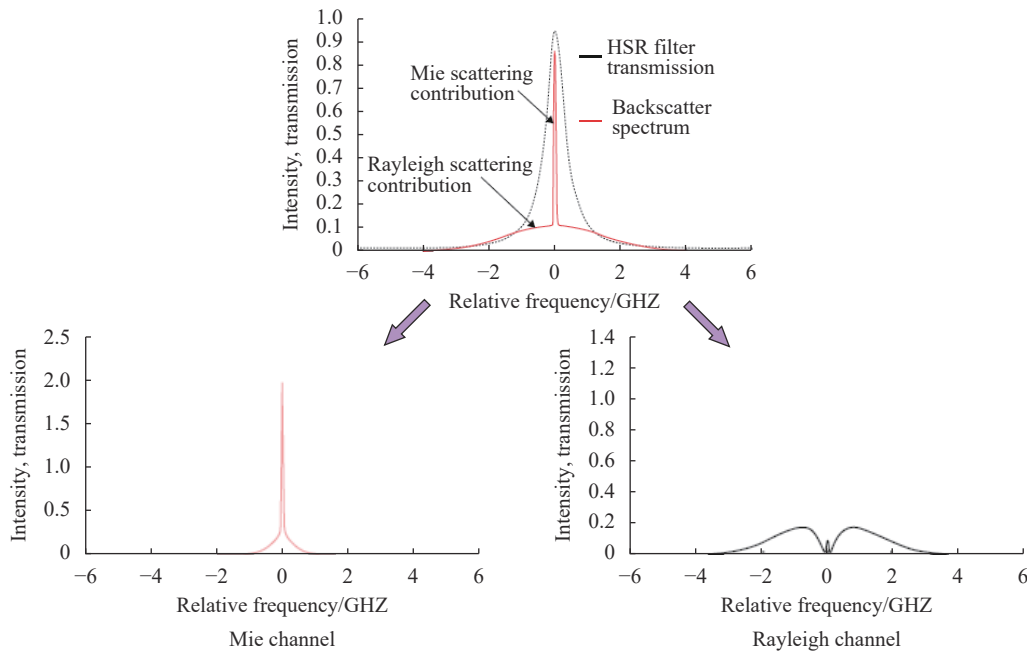 1.0
0.9
0.8
0.7
0.6
0.5
0.4
0.3
0.2
0.1
0
Intensity, transmission
Mie scattering
contribution
Rayleigh scattering
contribution
HSR filter
transmission
Backscatter
spectrum
−6 −4 −2 0 2 4 6
Relative frequency/GHZ
2.5
2.0
1.5
1.0
0.5
0
Intensity, transmission
−6 −4 −2 0 2 4 6
Relative frequency/GHZ
Mie channel
1.4
1.2
1.0
0.8
0.6
0.4
0.2
0
Intensity, transmission
−6 −4 −2 0 2 4 6
Relative frequency/GHZ
Rayleigh channel